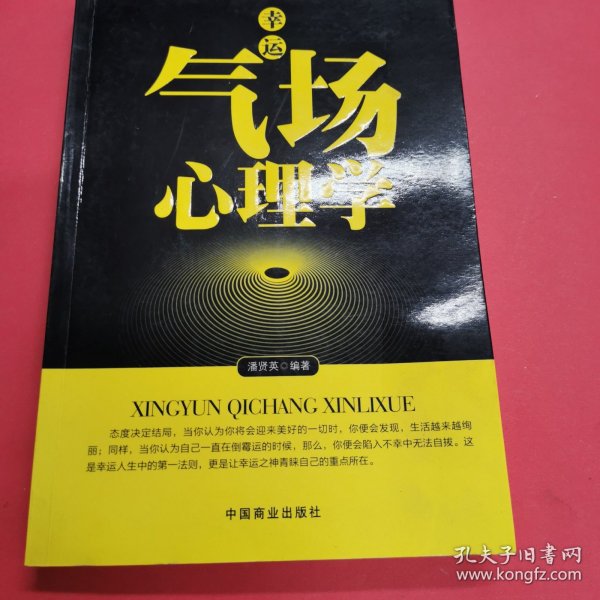 幸运
气场
心理学
潘贤英◎编著
XINGYUN QICHANG XINLIXUE
态度决定结局，当你认为你将会迎来美好的一切时，你便会发现，生活越来越绚
丽；同样，当你认为自己一直在倒霉运的时候，那么，你便会陷入不幸中无法自拔。这
是幸运人生中的第一法则，更是让幸运之神青睐自己的重点所在。
中国商业出版社
孔夫子旧书网
www.kongfz.com